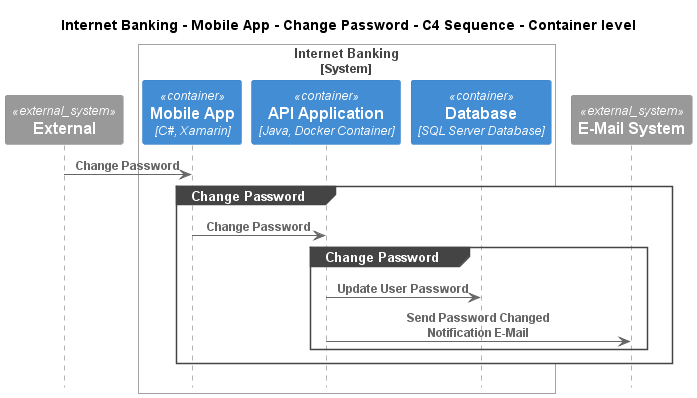 Internet Banking - Mobile App - Change Password - C4 Sequence - Container level
Internet Banking
[System]
«external_system»
External
«container»
Mobile App
[C#, Xamarin]
«container»
API Application
[Java, Docker Container]
«container»
Database
[SQL Server Database]
«external_system»
E-Mail System
Change Password
Change Password
Change Password
Change Password
Update User Password
Send Password Changed
Notification E-Mail